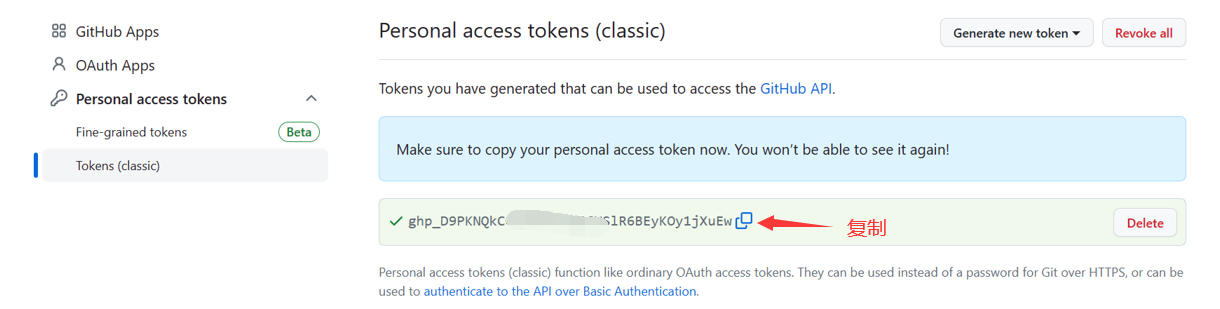 GitHub Apps
OAuth Apps
Personal access tokens
Fine-grained tokens Beta
Tokens (classic)
Personal access tokens (classic)
Generate new token
Revoke all
Tokens you have generated that can be used to access the GitHub API.
Make sure to copy your personal access token now. You won't be able to see it again!
复制
Delete
Personal access tokens (classic) function like ordinary OAuth access tokens. They can be used instead of a password for Git over HTTPS, or can be
used to authenticate to the API over Basic Authentication.